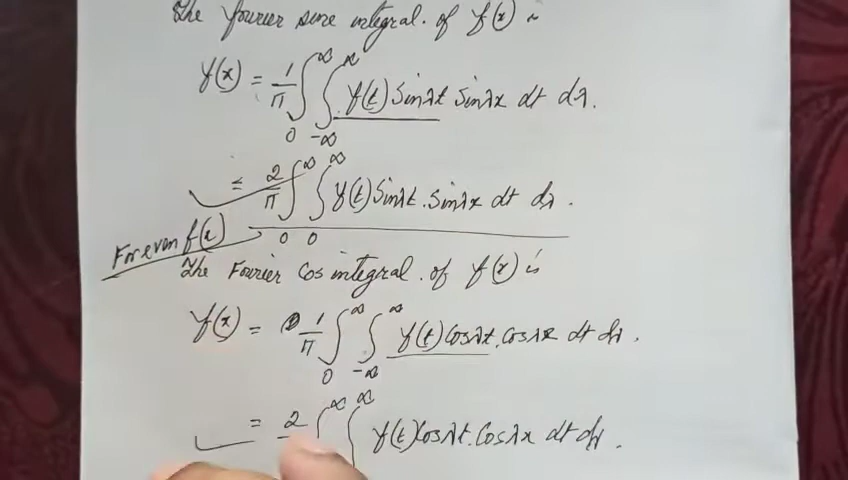 The fourier sine integral. of f(x) is
f(x) = 1/π ∫₀^∞ ∫₋∞^∞ f(t) Sinλt Sinλx dt dλ.
= 2/π ∫₀^∞ ∫₀^∞ f(t) Sinλt . Sinλx dt dλ .
For even f(x)
The Fourier Cos integral. of f(x) is
f(x) = 1/π ∫₀^∞ ∫₋∞^∞ f(t) Cosλt. Cosλx dt dλ .
= 2 ∫^∞ ∫^∞ f(t) Cosλt. Cosλx dt dλ .